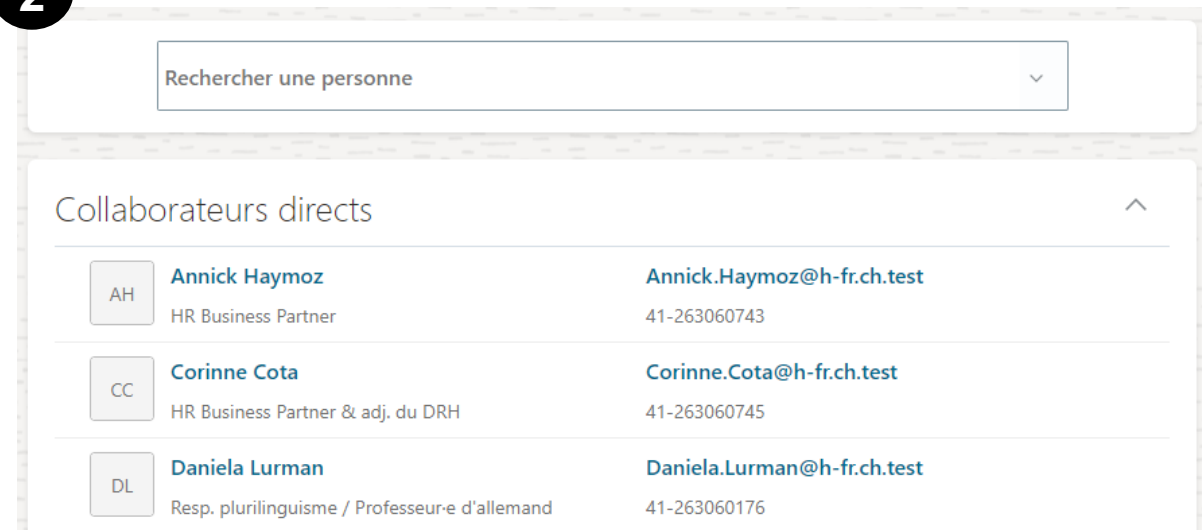 2
Rechercher une personne
Collaborateurs directs
AH
Annick Haymoz
Annick.Haymoz@h-fr.ch.test
HR Business Partner
41-263060743
CC
Corinne Cota
Corinne.Cota@h-fr.ch.test
HR Business Partner & adj. du DRH
41-263060745
DL
Daniela Lurman
Daniela.Lurman@h-fr.ch.test
Resp. plurilinguisme / Professeur·e d'allemand
41-263060176